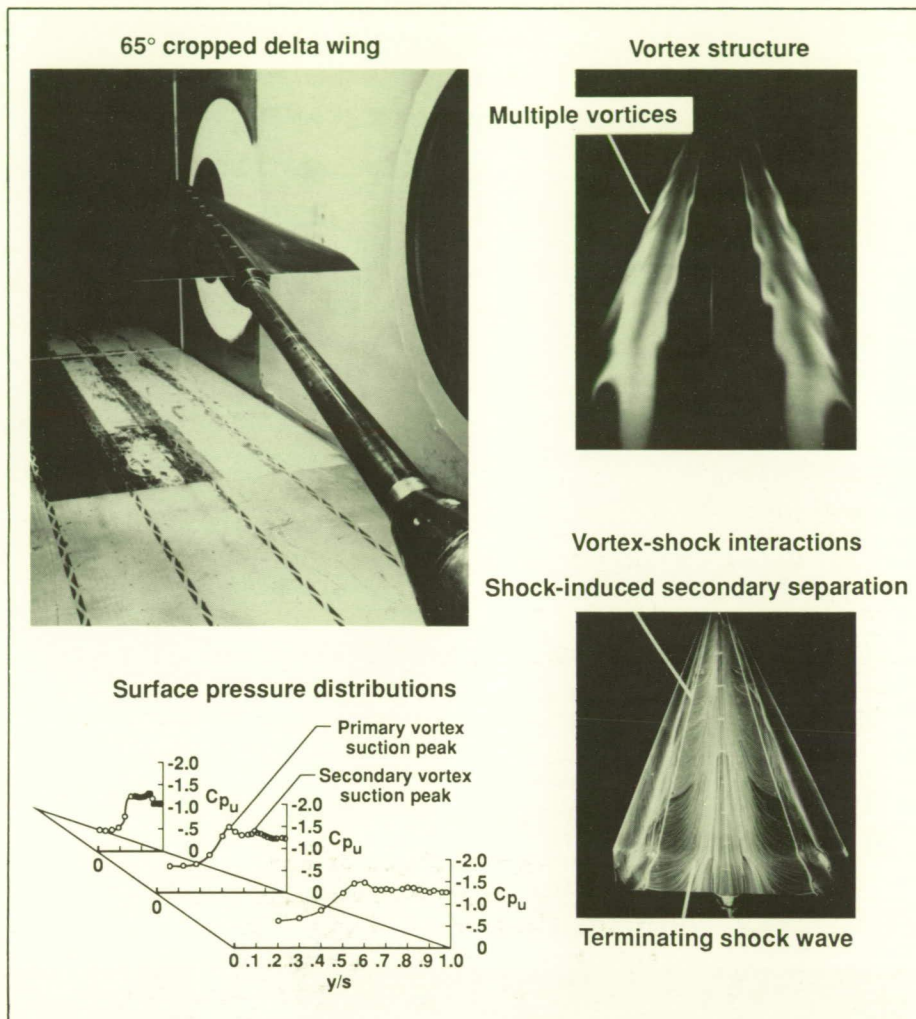 65° cropped delta wing
Vortex structure
Multiple vortices
Vortex-shock interactions
Shock-induced secondary separation
Terminating shock wave
Surface pressure distributions
Primary vortex
suction peak
Secondary vortex
suction peak
-2.0
-1.5
-1.0
-.5
0
Cpu
0
-2.0
-1.5
-1.0
-.5
0
Cpu
0
-2.0
-1.5
-1.0
-.5
0
Cpu
0 .1 .2 .3 .4 .5 .6 .7 .8 .9 1.0
y/s